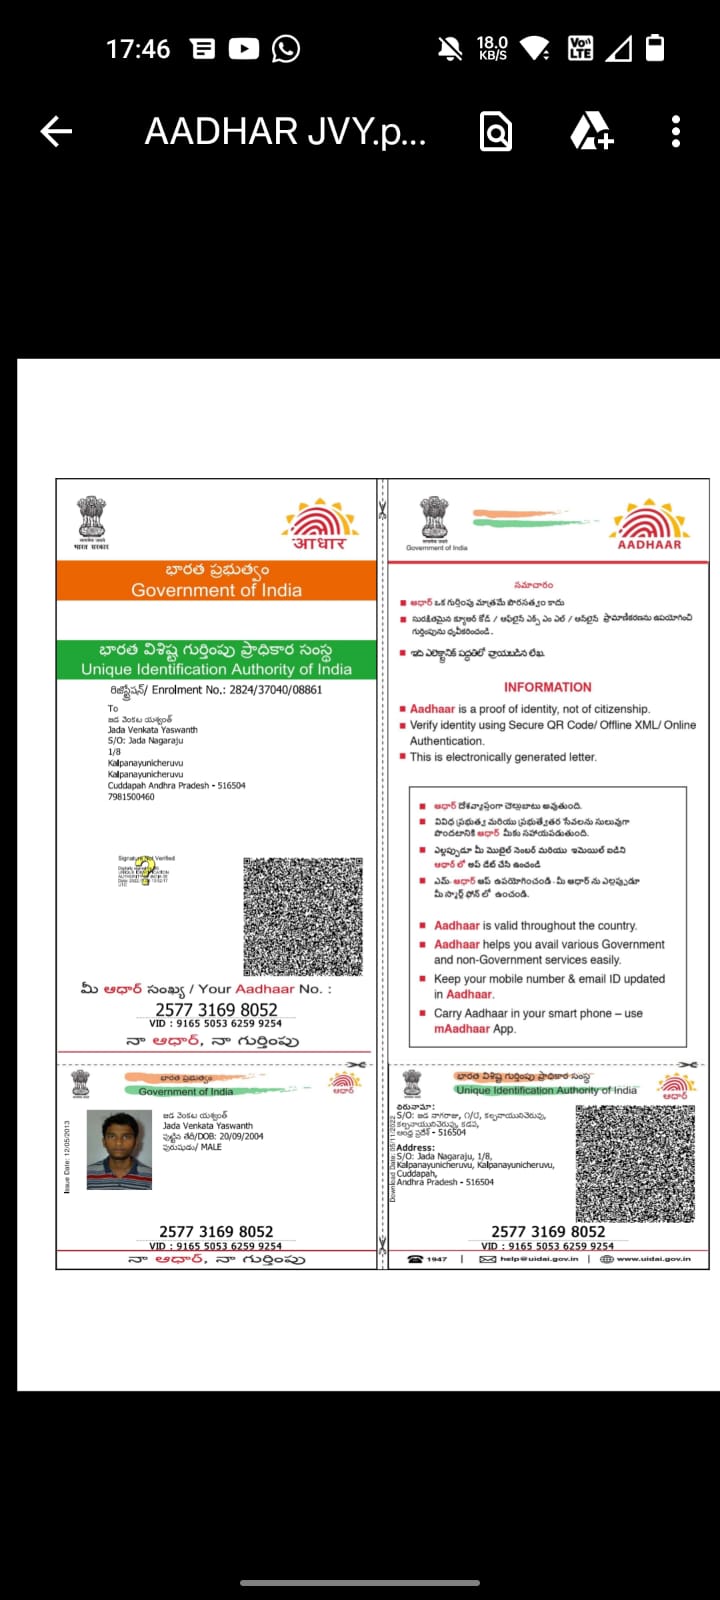 17:46
18.0
KB/S
Vo))
LTE
AADHAR JVY.p...
भारत सरकार
आधार
భారత ప్రభుత్వం
Government of India
భారత విశిష్ట గుర్తింపు ప్రాధికార సంస్థ
Unique Identification Authority of India
రిజిస్ట్రేషన్/ Enrolment No.: 2824/37040/08861
To
జడ వెంకట యశ్వంత్
Jada Venkata Yaswanth
S/O: Jada Nagaraju
1/8
Kalpanayunicheruvu
Kalpanayunicheruvu
Cuddapah Andhra Pradesh - 516504
7981500460
Signature Not Verified
మీ ఆధార్ సంఖ్య / Your Aadhaar No. :
2577 3169 8052
VID : 9165 5053 6259 9254
నా ఆధార్, నా గుర్తింపు
Government of India
AADHAAR
సమాచారం
ఆధార్ ఒక గుర్తింపు మాత్రమే పౌరసత్వం కాదు
సురక్షితమైన క్యూఆర్ కోడ్ / ఆఫ్‌లైన్ ఎక్స్ ఎం ఎల్ / ఆన్‌లైన్ ప్రామాణికరణను ఉపయోగించి
గుర్తింపును ధృవీకరించండి.
ఇది ఎలక్ట్రానిక్ పద్ధతిలో వ్రాయబడిన లేఖ.
INFORMATION
Aadhaar is a proof of identity, not of citizenship.
Verify identity using Secure QR Code/ Offline XML/ Online
Authentication.
This is electronically generated letter.
ఆధార్ దేశవ్యాప్తంగా చెల్లుబాటు అవుతుంది.
వివిధ ప్రభుత్వ మరియు ప్రభుత్వేతర సేవలను సులువుగా
పొందటానికి ఆధార్ మీకు సహాయపడుతుంది.
ఎల్లప్పుడూ మీ మొబైల్ నెంబర్ మరియు ఇమెయిల్ ఐడిని
ఆధార్ లో అప్ డేట్ చేసి ఉంచండి
ఎమ్-ఆధార్ ఆప్ ఉపయోగించండి -మీ ఆధార్ ను ఎల్లప్పుడూ
మీ స్మార్ట్ ఫోన్ లో ఉంచండి.
Aadhaar is valid throughout the country.
Aadhaar helps you avail various Government
and non-Government services easily.
Keep your mobile number & email ID updated
in Aadhaar.
Carry Aadhaar in your smart phone – use
mAadhaar App.
భారత ప్రభుత్వం
Government of India
ఆధార్
Issue Date: 12/05/2013
జడ వెంకట యశ్వంత్
Jada Venkata Yaswanth
పుట్టిన తేదీ/DOB: 20/09/2004
పురుషుడు/ MALE
2577 3169 8052
VID : 9165 5053 6259 9254
నా ఆధార్, నా గుర్తింపు
భారత విశిష్ట గుర్తింపు ప్రాధికార సంస్థ
Unique Identification Authority of India
ఆధార్
చిరునామా:
S/O: జడ నాగరాజు, ౧/౮, కల్పనాయునిచెరువు,
కల్పనాయునిచెరువు, కడప,
ఆంధ్ర ప్రదేశ్ - 516504
Address:
S/O: Jada Nagaraju, 1/8,
Kalpanayunicheruvu, Kalpanayunicheruvu,
Cuddapah,
Andhra Pradesh - 516504
2577 3169 8052
VID : 9165 5053 6259 9254
1947 | help@uidai.gov.in | www.uidai.gov.in